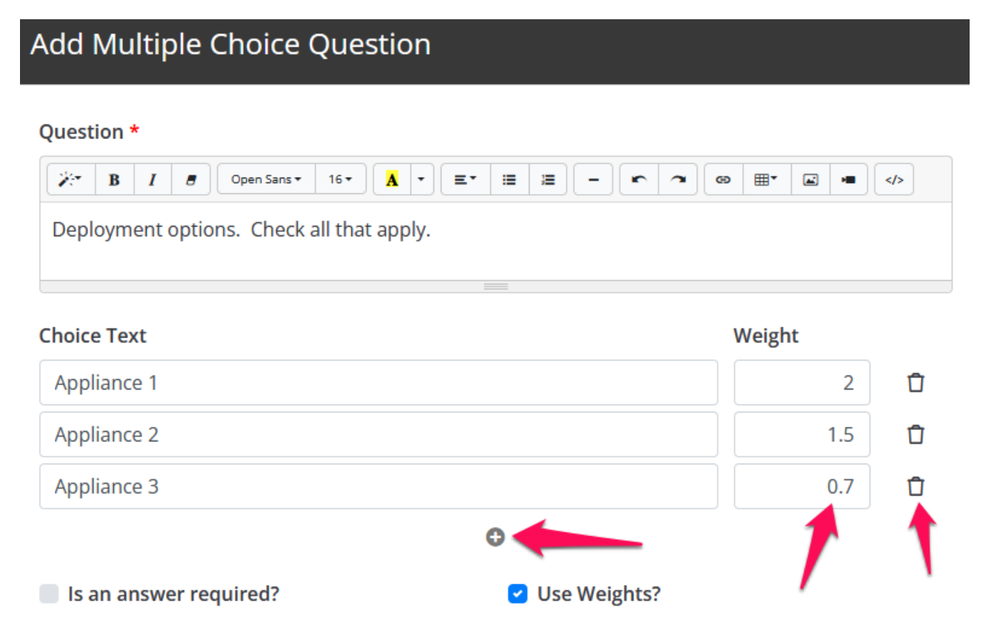 Add Multiple Choice Question
Question *
B I Open Sans 16 A </>
Deployment options.  Check all that apply.
Choice Text Weight
Appliance 1 2
Appliance 2 1.5
Appliance 3 0.7
Is an answer required? Use Weights?